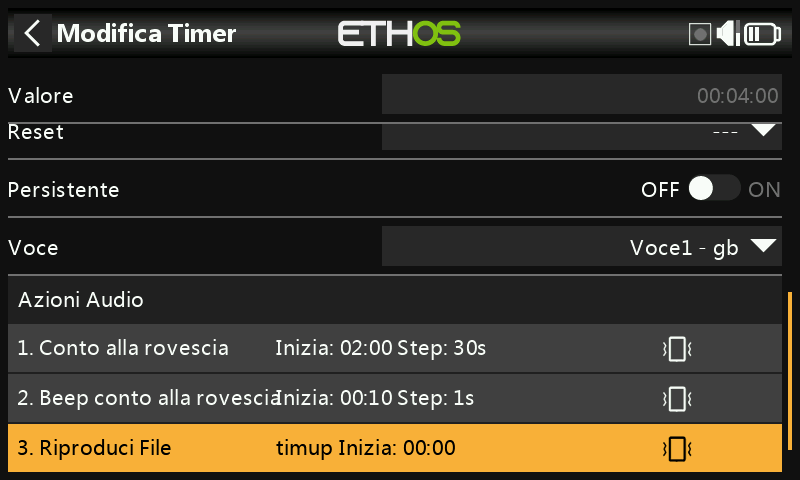 Modifica Timer ETHOS
Valore 00:04:00
Reset ---
Persistente OFF ON
Voce Voce1 - gb
Azioni Audio
1. Conto alla rovescia Inizia: 02:00 Step: 30s
2. Beep conto alla rovescia Inizia: 00:10 Step: 1s
3. Riproduci File timup Inizia: 00:00